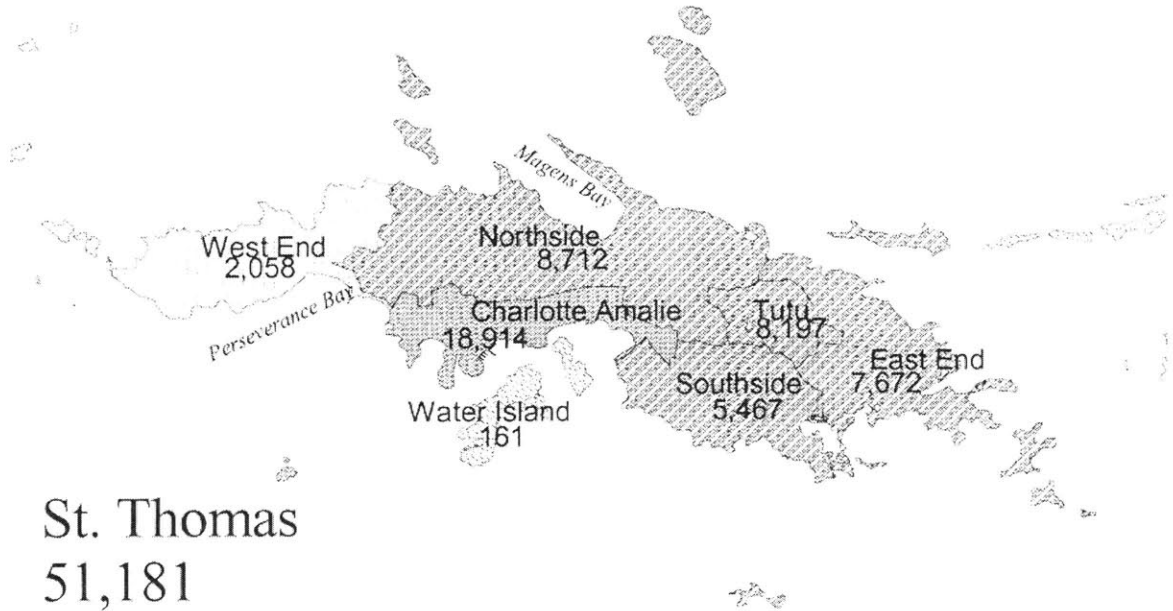 Magens Bay
Northside
8,712
West End
2,058
Perseverance Bay
Charlotte Amalie
18,914
Tutu
8,197
East End
7,672
Southside
5,467
Water Island
161
St. Thomas
51,181